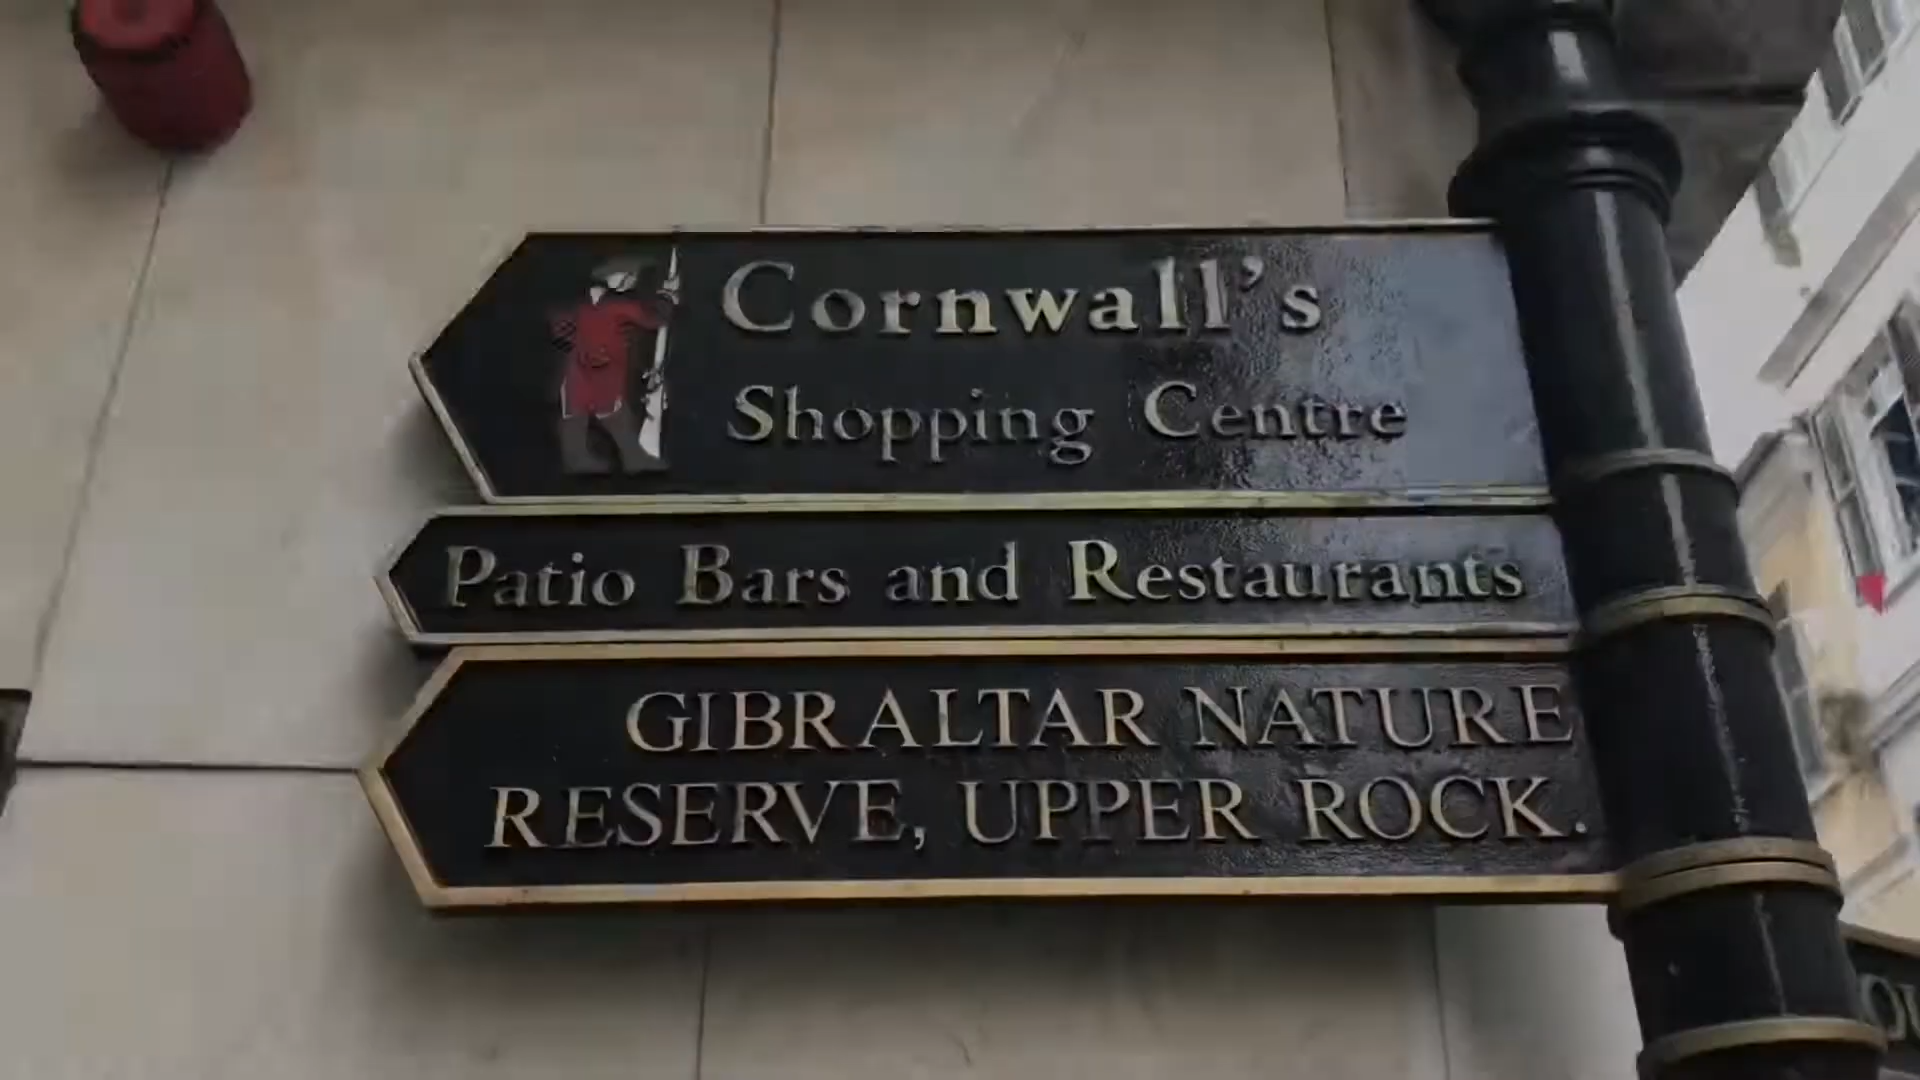 Cornwall's
Shopping Centre
Patio Bars and Restaurants
GIBRALTAR NATURE
RESERVE, UPPER ROCK.